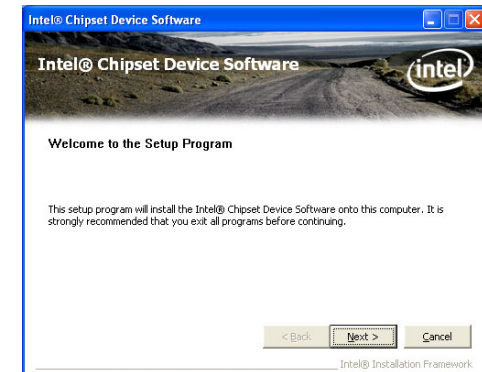 Intel® Chipset Device Software
Intel® Chipset Device Software
intel
Welcome to the Setup Program
This setup program will install the Intel® Chipset Device Software onto this computer. It is
strongly recommended that you exit all programs before continuing.
< Back Next > Cancel
Intel® Installation Framework